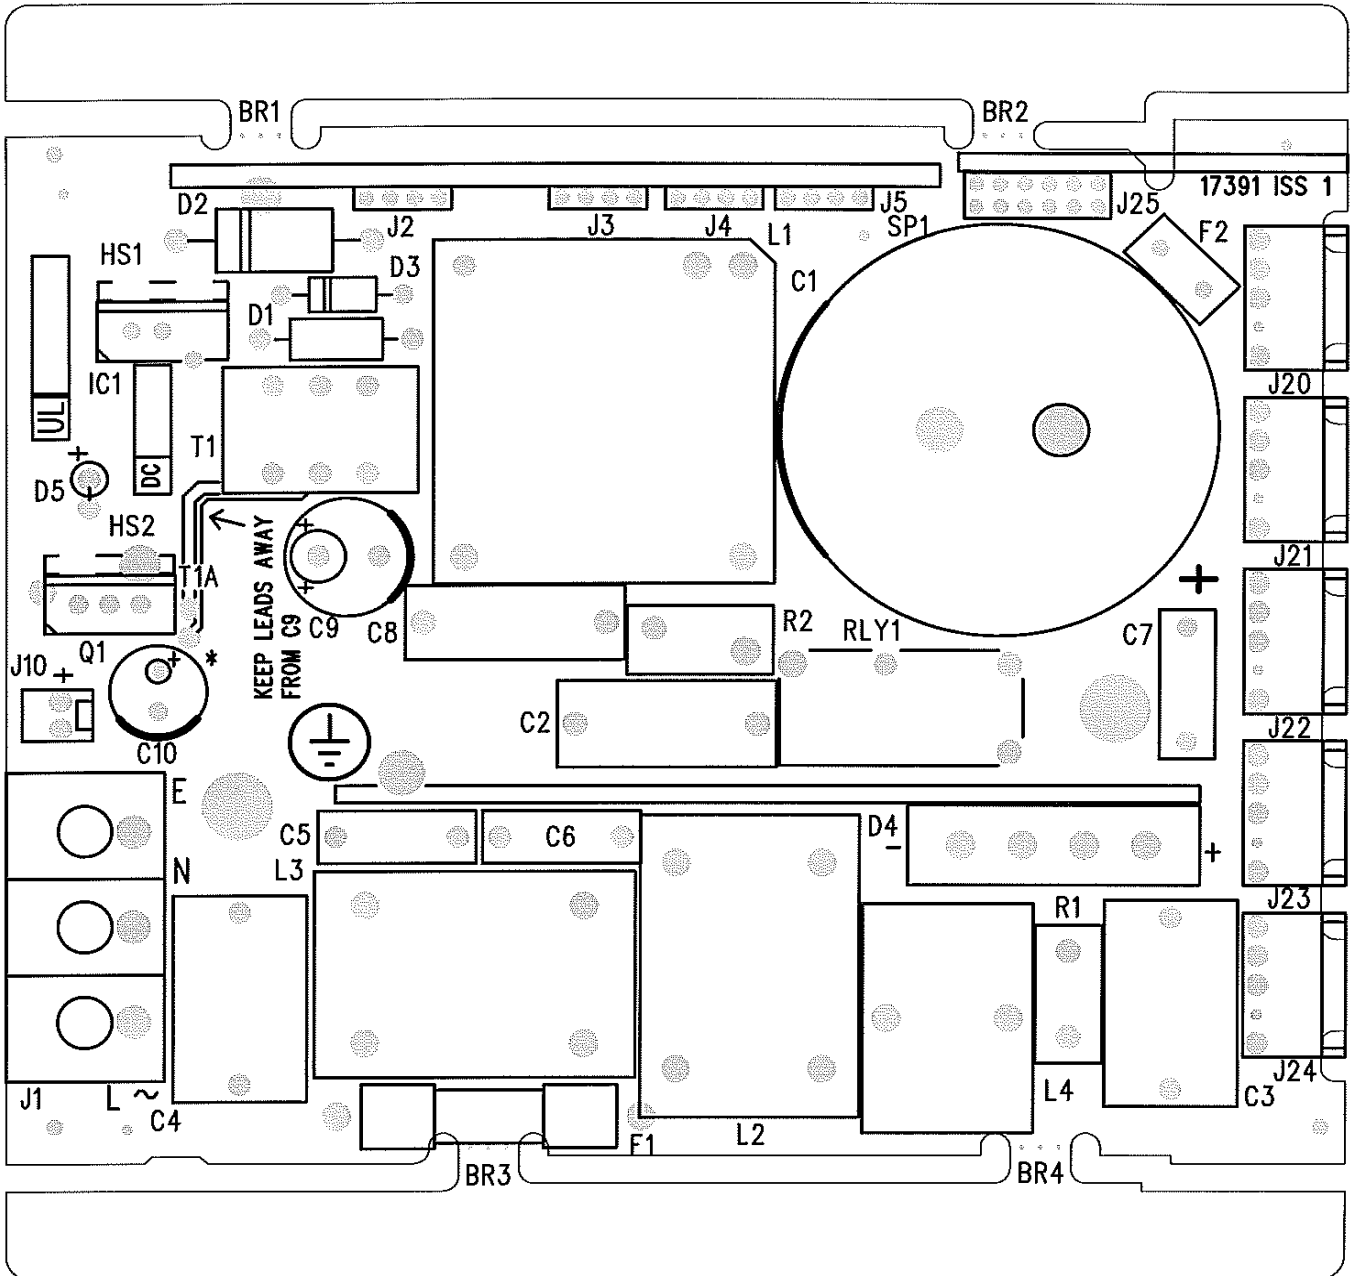 BR1
BR2
17391 ISS 1
D2
J2
J3
J4
L1
J5
SP1
J25
F2
HS1
D3
C1
D1
IC1
J20
UL
T1
DC
+
D5
HS2
KEEP LEADS AWAY
FROM C9
+
+
J21
T1A
+
C9
C8
R2
RLY1
C7
Q1
+ *
J10 +
C2
J22
C10
E
C5
C6
D4
-
+
N
L3
J23
R1
J24
J1
L ~
C4
L4
C3
F1
L2
BR3
BR4